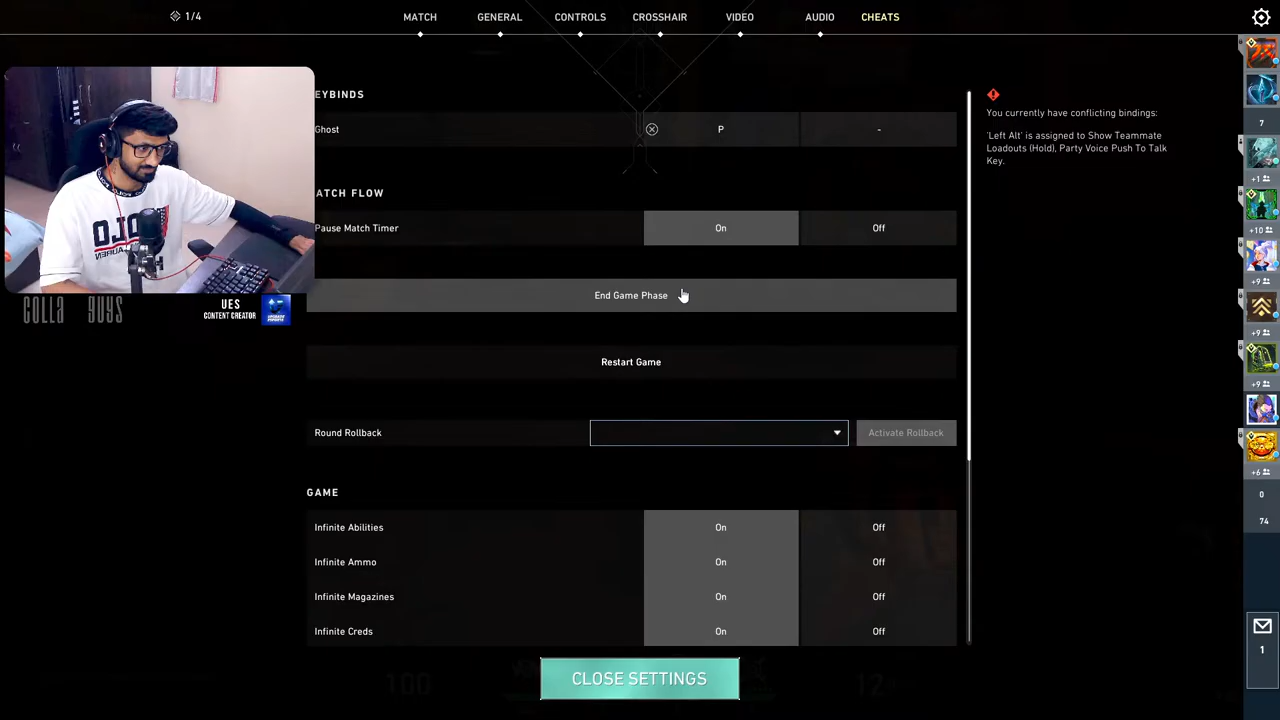 1/4
MATCH GENERAL CONTROLS CROSSHAIR VIDEO AUDIO CHEATS
EYBINDS
Ghost P -
ATCH FLOW
Pause Match Timer On Off
End Game Phase
Restart Game
Round Rollback Activate Rollback
GAME
Infinite Abilities On Off
Infinite Ammo On Off
Infinite Magazines On Off
Infinite Creds On Off
CLOSE SETTINGS
You currently have conflicting bindings:
'Left Alt' is assigned to Show Teammate
Loadouts (Hold), Party Voice Push To Talk
Key.
COLLA GUYS
UES
CONTENT CREATOR
100
12
7
+1
+10
+9
+9
+9
+6
0
74
1